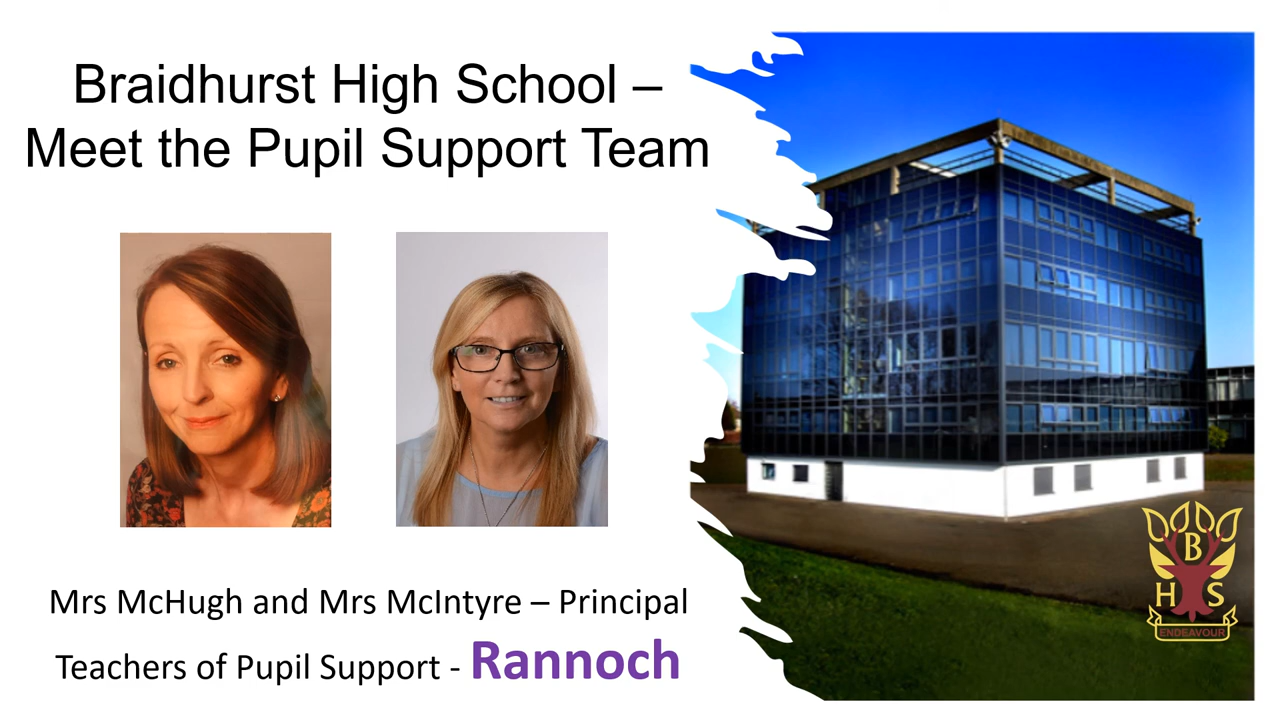 Braidhurst High School –
Meet the Pupil Support Team
Mrs McHugh and Mrs McIntyre – Principal
Teachers of Pupil Support - Rannoch
B
H S
ENDEAVOUR